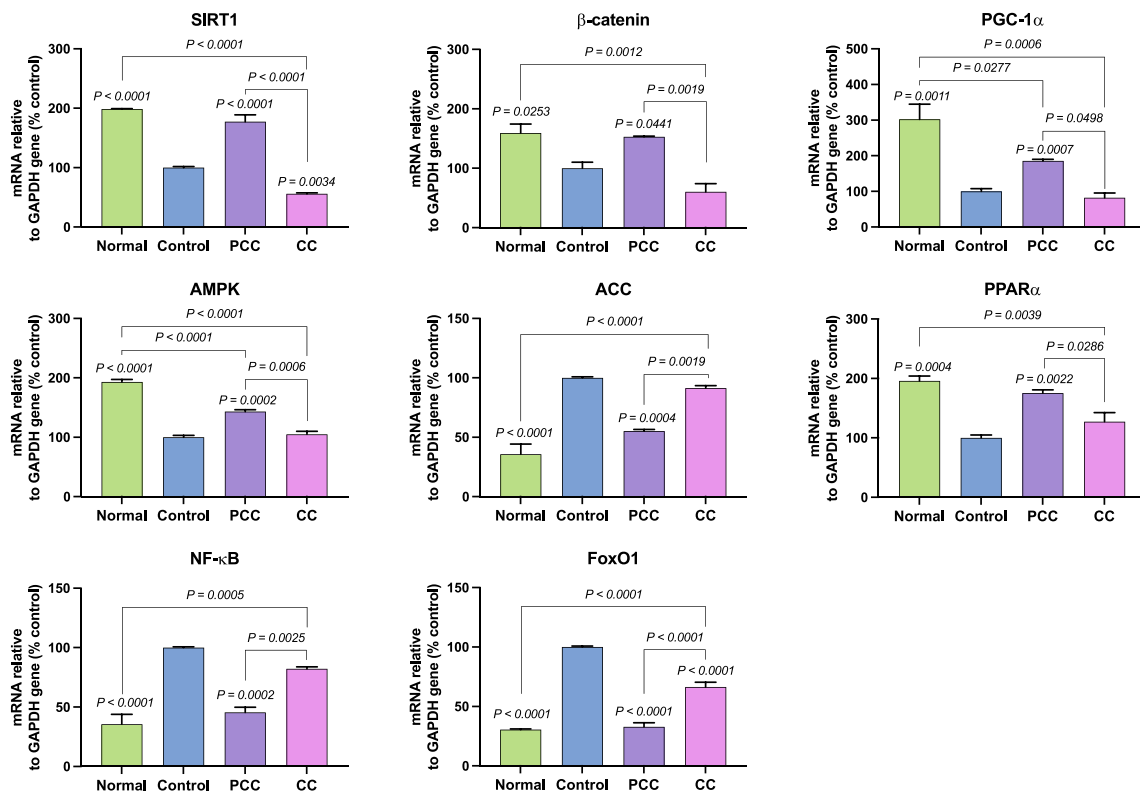 SIRT1
mRNA relative
to GAPDH gene (% control)
300
200
100
0
P < 0.0001
P < 0.0001
P < 0.0001
P < 0.0001
P = 0.0034
Normal Control PCC CC
β-catenin
mRNA relative
to GAPDH gene (% control)
300
200
100
0
P = 0.0012
P = 0.0019
P = 0.0253
P = 0.0441
Normal Control PCC CC
PGC-1α
mRNA relative
to GAPDH gene (% control)
500
400
300
200
100
0
P = 0.0006
P = 0.0277
P = 0.0011
P = 0.0498
P = 0.0007
Normal Control PCC CC
AMPK
mRNA relative
to GAPDH gene (% control)
300
200
100
0
P < 0.0001
P < 0.0001
P < 0.0001
P = 0.0006
P = 0.0002
Normal Control PCC CC
ACC
mRNA relative
to GAPDH gene (% control)
150
100
50
0
P < 0.0001
P = 0.0019
P < 0.0001
P = 0.0004
Normal Control PCC CC
PPARα
mRNA relative
to GAPDH gene (% control)
300
200
100
0
P = 0.0039
P = 0.0286
P = 0.0004
P = 0.0022
Normal Control PCC CC
NF-κB
mRNA relative
to GAPDH gene (% control)
150
100
50
0
P = 0.0005
P = 0.0025
P < 0.0001
P = 0.0002
Normal Control PCC CC
FoxO1
mRNA relative
to GAPDH gene (% control)
150
100
50
0
P < 0.0001
P < 0.0001
P < 0.0001
P < 0.0001
P < 0.0001
Normal Control PCC CC